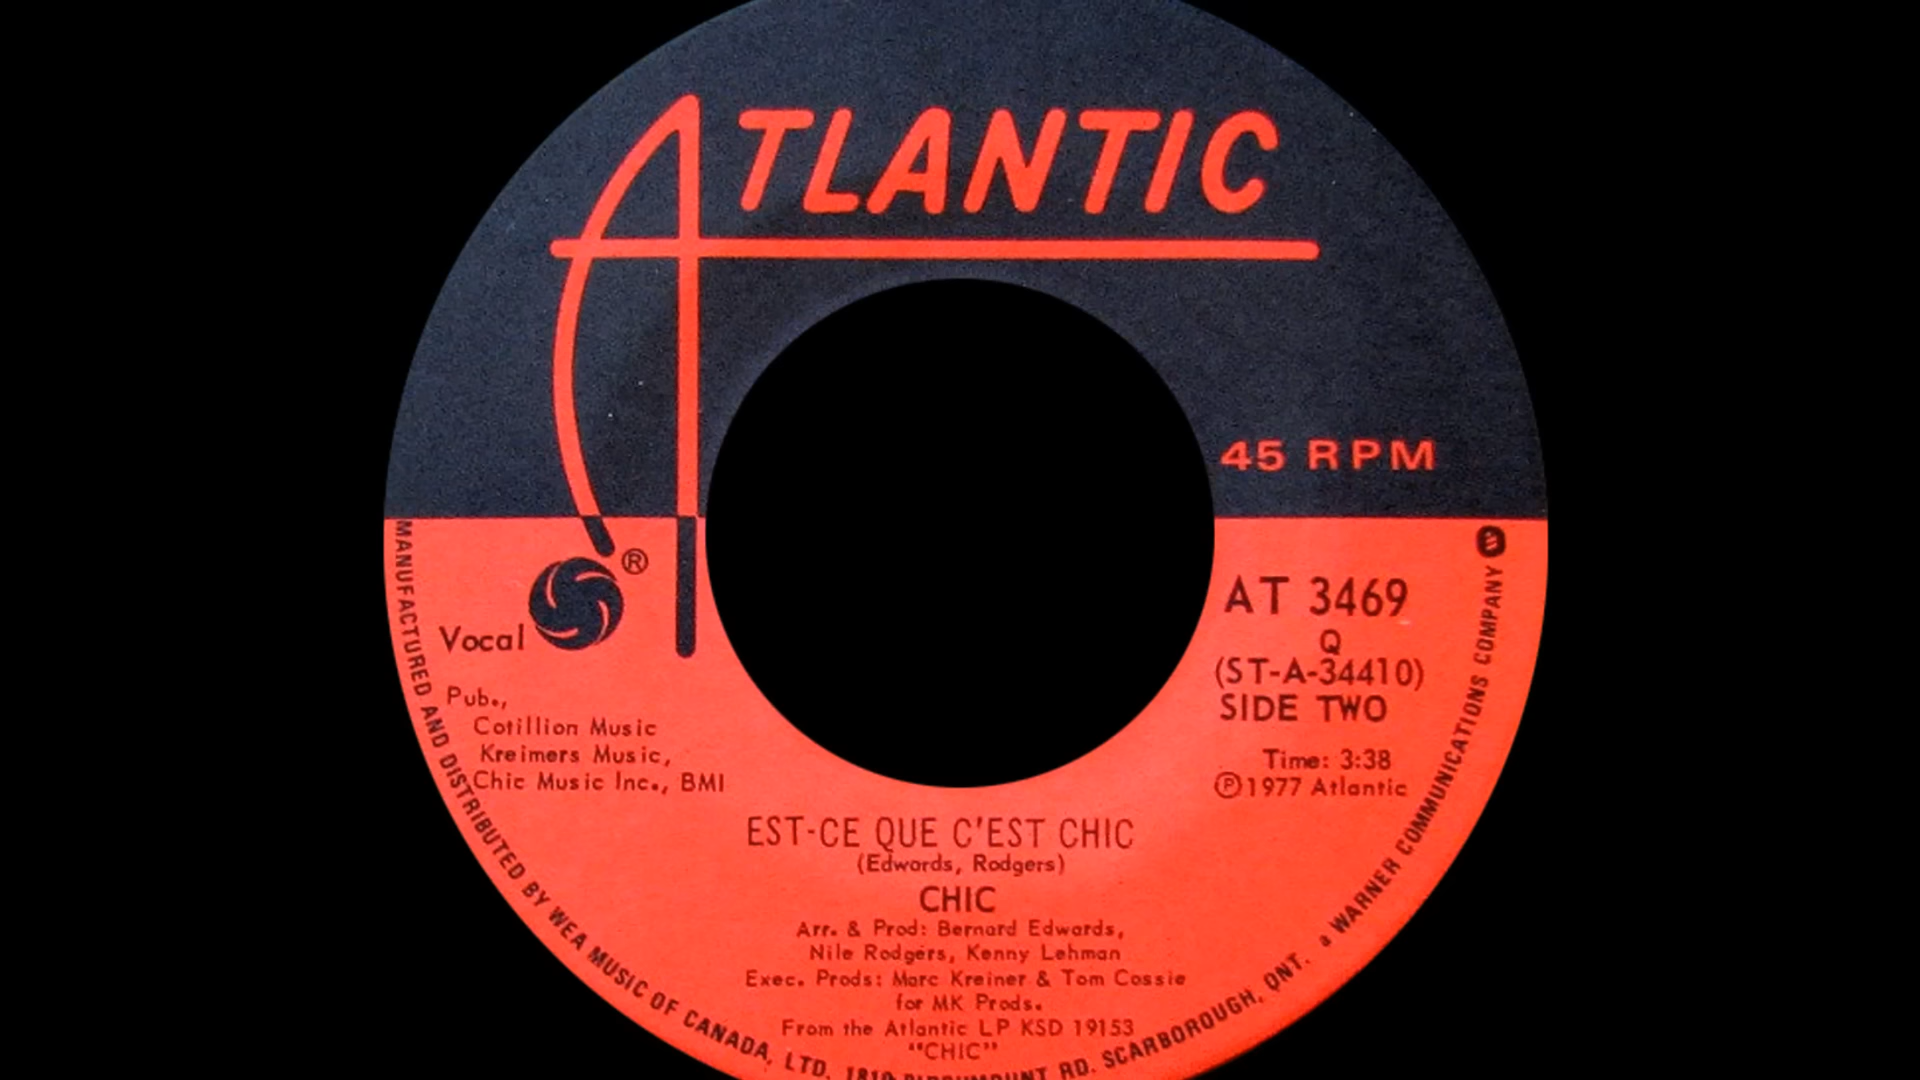 ATLANTIC
45 RPM
®
Vocal
Pub.,
Cotillion Music
Kreimers Music,
Chic Music Inc., BMI
AT 3469
Q
(ST-A-34410)
SIDE TWO
Time: 3:38
Ⓟ1977 Atlantic
EST-CE QUE C'EST CHIC
(Edwards, Rodgers)
CHIC
Arr. & Prod: Bernard Edwards,
Nile Rodgers, Kenny Lehman
Exec. Prods: Marc Kreiner & Tom Cossie
for MK Prods.
From the Atlantic LP KSD 19153
"CHIC"
MANUFACTURED AND DISTRIBUTED BY WEA MUSIC OF CANADA, LTD. 1810 RD. SCARBOROUGH, ONT. a WARNER COMMUNICATIONS COMPANY